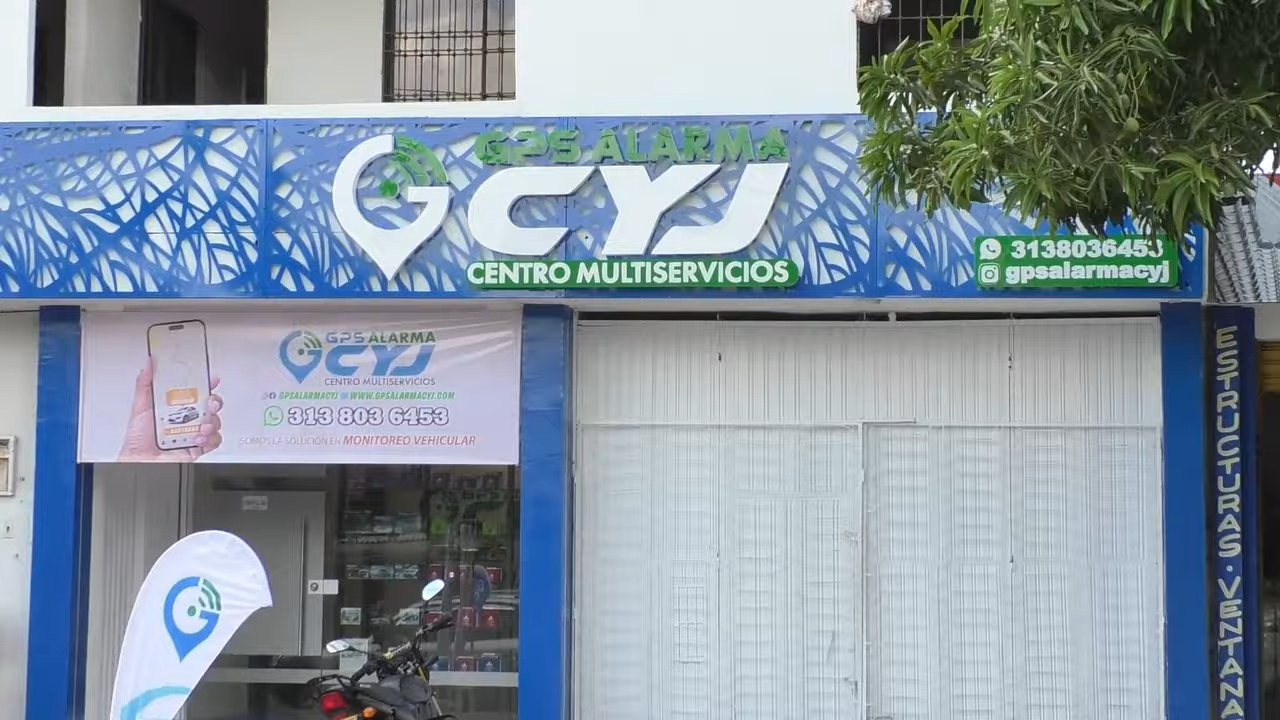 GPS ALARMA
CYJ
CENTRO MULTISERVICIOS
3138036453
gpsalarmacyj
GPS ALARMA
CYJ
CENTRO MULTISERVICIOS
GPSALARMACYJ WWW.GPSALARMACYJ.COM
313 803 6453
SOMOS LA SOLUCIÓN EN MONITOREO VEHICULAR
ESTRUCTURAS · VENTANA